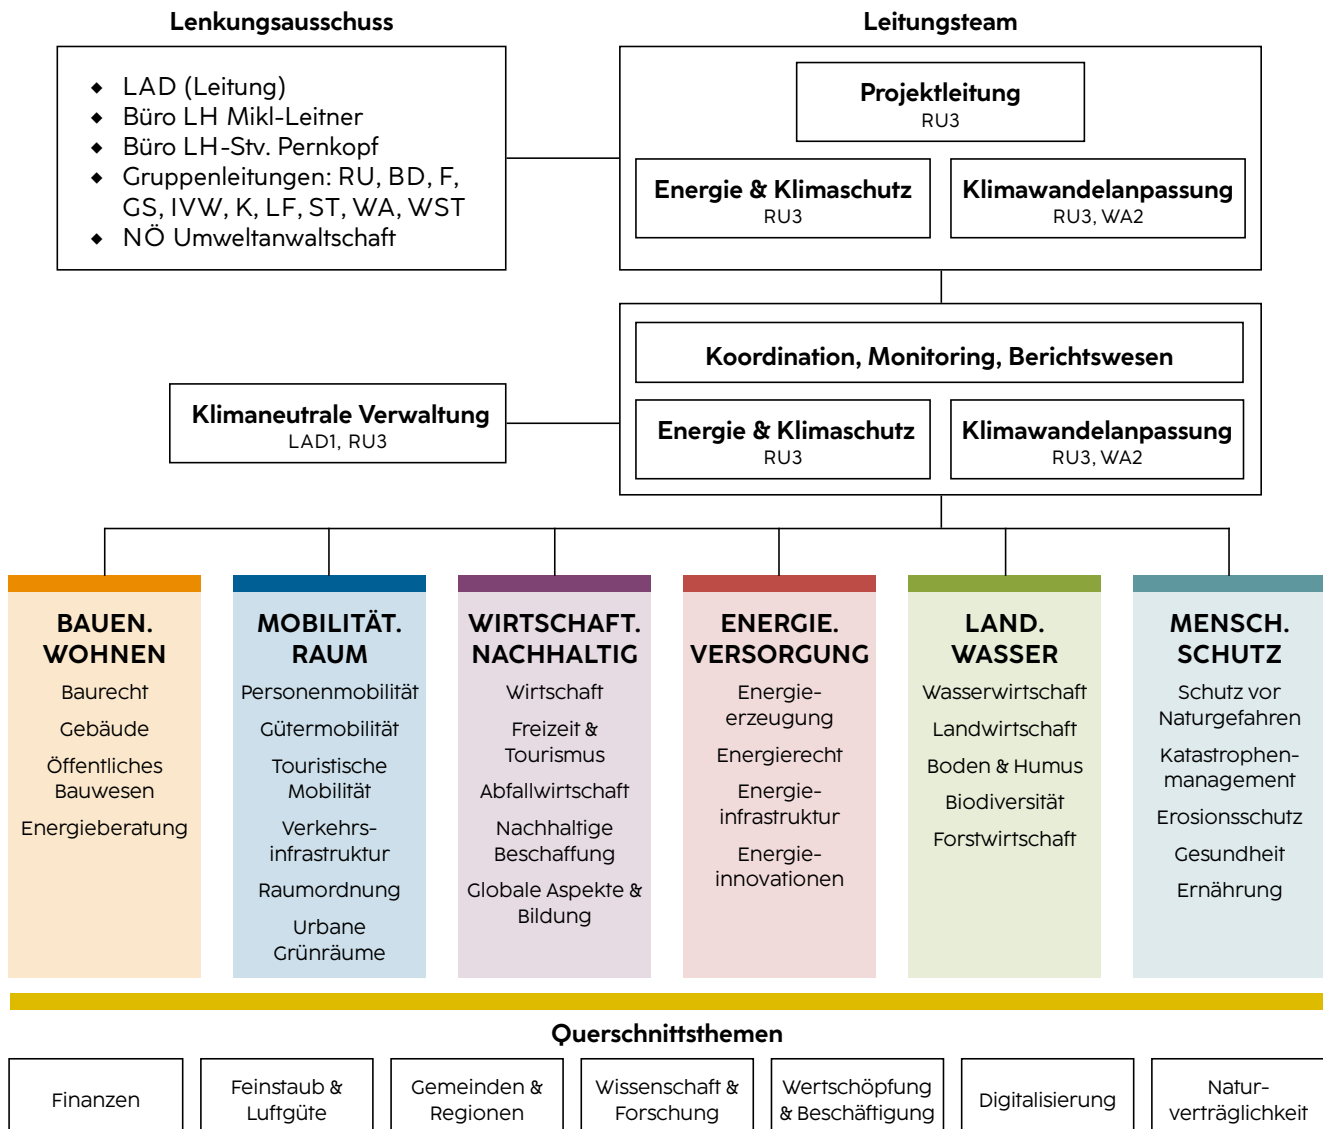 Lenkungsausschuss
◆ LAD (Leitung)
◆ Büro LH Mikl-Leitner
◆ Büro LH-Stv. Pernkopf
◆ Gruppenleitungen: RU, BD, F,
GS, IVW, K, LF, ST, WA, WST
◆ NÖ Umweltanwaltschaft
Leitungsteam
Projektleitung
RU3
Energie & Klimaschutz
RU3
Klimawandelanpassung
RU3, WA2
Koordination, Monitoring, Berichtswesen
Klimaneutrale Verwaltung
LAD1, RU3
Energie & Klimaschutz
RU3
Klimawandelanpassung
RU3, WA2
BAUEN.
WOHNEN
Baurecht
Gebäude
Öffentliches
Bauwesen
Energieberatung
MOBILITÄT.
RAUM
Personenmobilität
Gütermobilität
Touristische
Mobilität
Verkehrs-
infrastruktur
Raumordnung
Urbane
Grünräume
WIRTSCHAFT.
NACHHALTIG
Wirtschaft
Freizeit &
Tourismus
Abfallwirtschaft
Nachhaltige
Beschaffung
Globale Aspekte &
Bildung
ENERGIE.
VERSORGUNG
Energie-
erzeugung
Energierecht
Energie-
infrastruktur
Energie-
innovationen
LAND.
WASSER
Wasserwirtschaft
Landwirtschaft
Boden & Humus
Biodiversität
Forstwirtschaft
MENSCH.
SCHUTZ
Schutz vor
Naturgefahren
Katastrophen-
management
Erosionsschutz
Gesundheit
Ernährung
Querschnittsthemen
Finanzen
Feinstaub &
Luftgüte
Gemeinden &
Regionen
Wissenschaft &
Forschung
Wertschöpfung
& Beschäftigung
Digitalisierung
Natur-
verträglichkeit